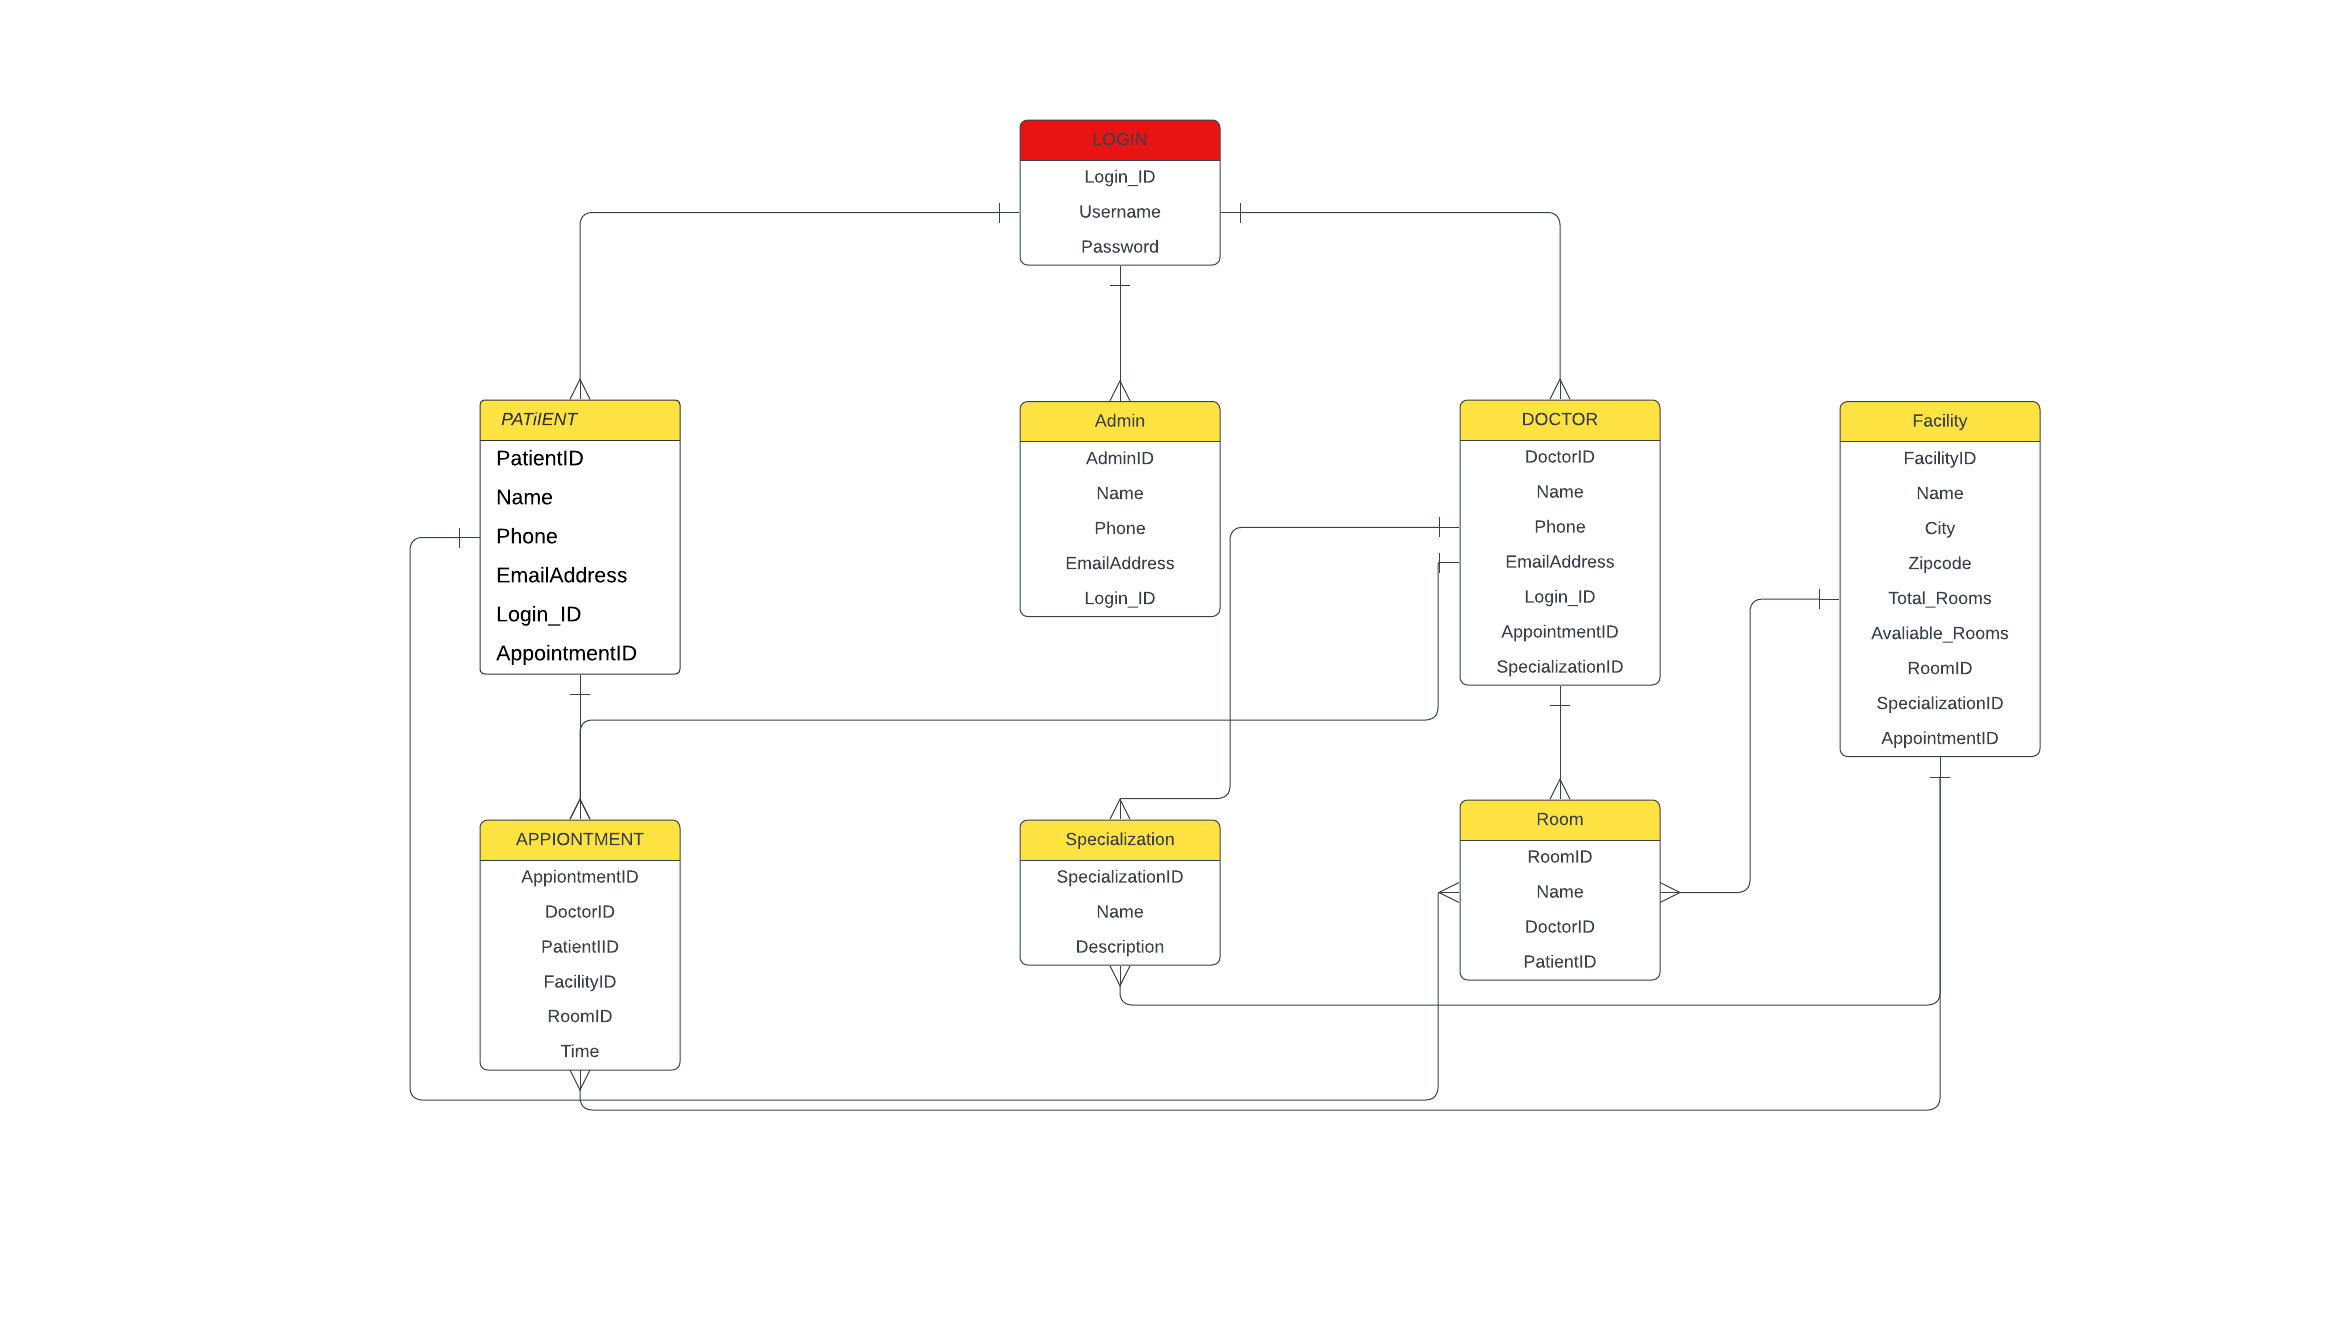 LOGIN
Login_ID
Username
Password
PATiIENT
PatientID
Name
Phone
EmailAddress
Login_ID
AppointmentID
Admin
AdminID
Name
Phone
EmailAddress
Login_ID
DOCTOR
DoctorID
Name
Phone
EmailAddress
Login_ID
AppointmentID
SpecializationID
Facility
FacilityID
Name
City
Zipcode
Total_Rooms
Avaliable_Rooms
RoomID
SpecializationID
AppointmentID
APPIONTMENT
AppiontmentID
DoctorID
PatientIID
FacilityID
RoomID
Time
Specialization
SpecializationID
Name
Description
Room
RoomID
Name
DoctorID
PatientID